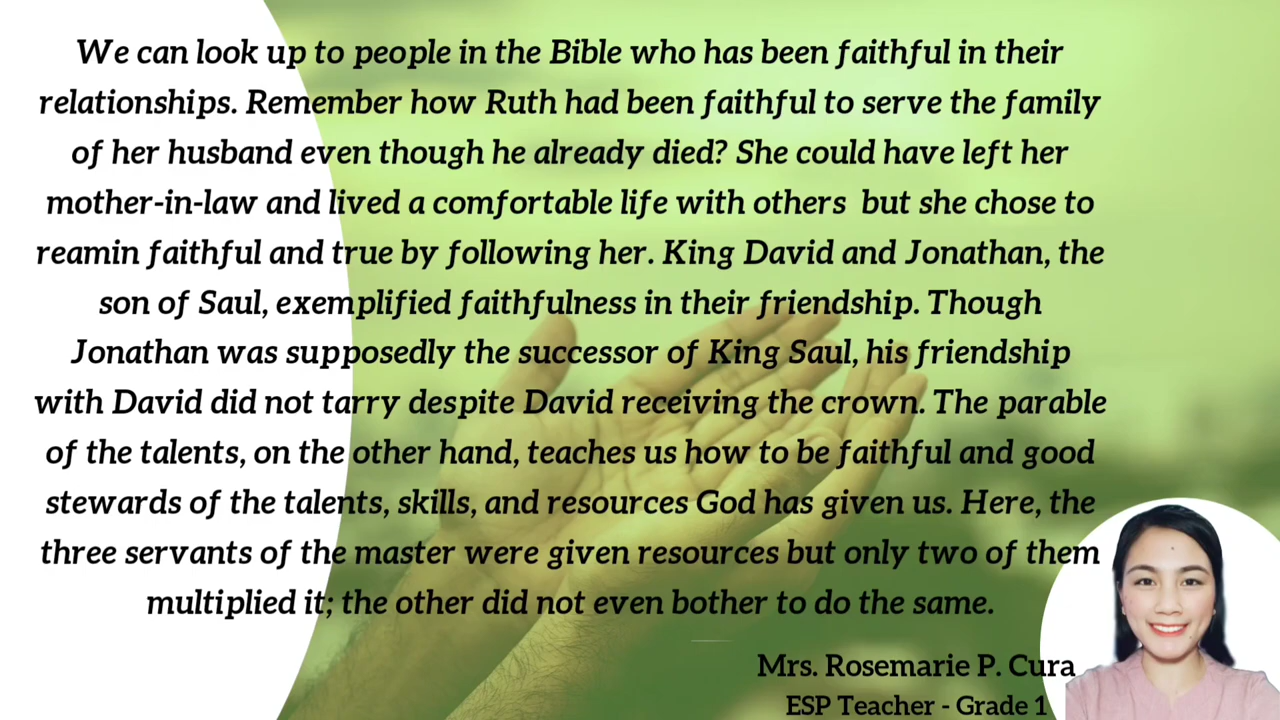 We can look up to people in the Bible who has been faithful in their
relationships. Remember how Ruth had been faithful to serve the family
of her husband even though he already died? She could have left her
mother-in-law and lived a comfortable life with others  but she chose to
reamin faithful and true by following her. King David and Jonathan, the
son of Saul, exemplified faithfulness in their friendship. Though
Jonathan was supposedly the successor of King Saul, his friendship
with David did not tarry despite David receiving the crown. The parable
of the talents, on the other hand, teaches us how to be faithful and good
stewards of the talents, skills, and resources God has given us. Here, the
three servants of the master were given resources but only two of them
multiplied it; the other did not even bother to do the same.
Mrs. Rosemarie P. Cura
ESP Teacher - Grade 1